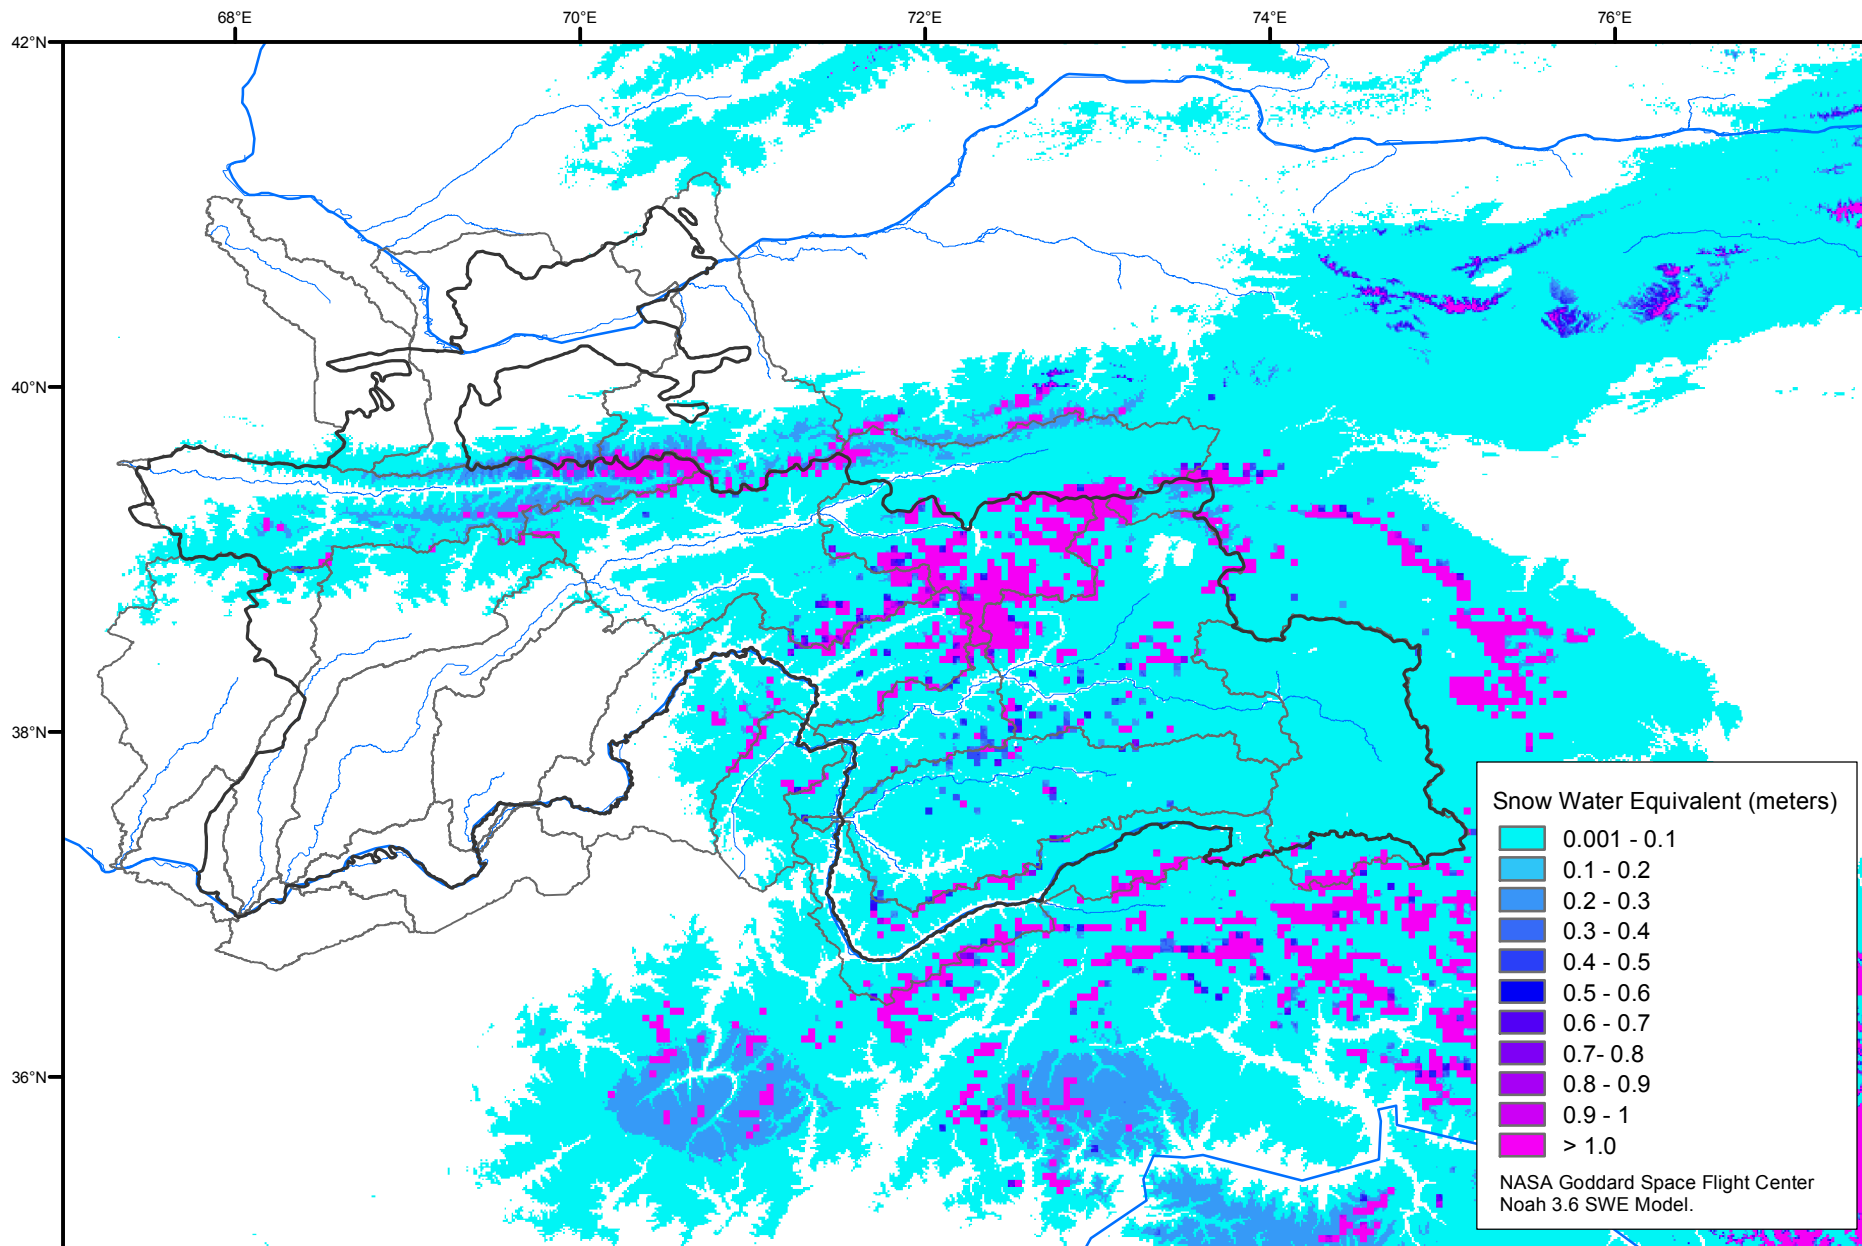 68°E
70°E
72°E
74°E
76°E
42°N
40°N
38°N
36°N
Snow Water Equivalent (meters)
0.001 - 0.1
0.1 - 0.2
0.2 - 0.3
0.3 - 0.4
0.4 - 0.5
0.5 - 0.6
0.6 - 0.7
0.7- 0.8
0.8 - 0.9
0.9 - 1
> 1.0
NASA Goddard Space Flight Center
Noah 3.6 SWE Model.